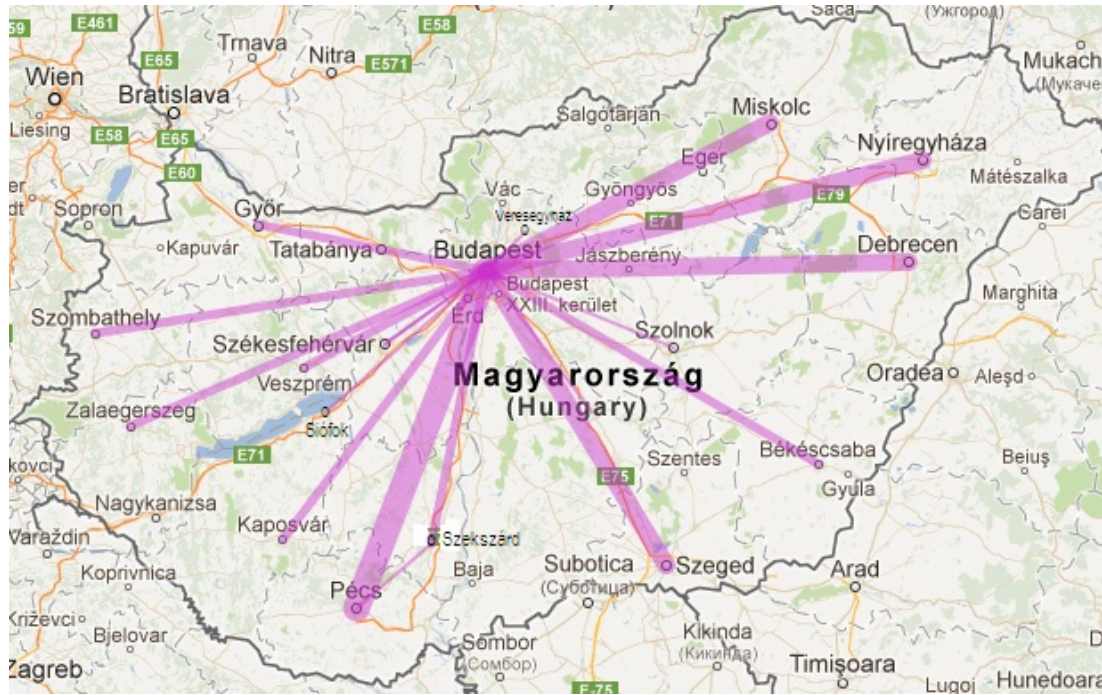 59
E461
E58
Saca
(Ужгород)
E65
Trnava
Nitra
E571
Mukach
(Мукаче
Wien
Bratislava
Liesing
E58
E65
Salgótarján
Miskolc
Nyíregyháza
E60
Eger
Mátészalka
er
dt
Sopron
Győr
Vác
Gyöngyös
E79
Veresegyház
E71
Carei
Kapuvár
Tatabánya
Budapest
Jászberény
Debrecen
Budapest
XXIII. kerület
Marghita
Szombathely
Érd
Szolnok
Székesfehérvár
Veszprém
Magyarország
(Hungary)
Oradea
Aleşd
Zalaegerszeg
Siófok
E71
Békéscsaba
Szentes
E75
Beiuş
kovci
Gyula
Nagykanizsa
Kaposvár
Varaždin
Szekszárd
Koprivnica
Baja
Subotica
(Суботица)
Szeged
Arad
Pécs
Križevci
Bjelovar
Sombor
(Сомбор)
Kikinda
(Кикинда)
D
Zagreb
Timişoara
E-75
Lugoj
Hunedoara